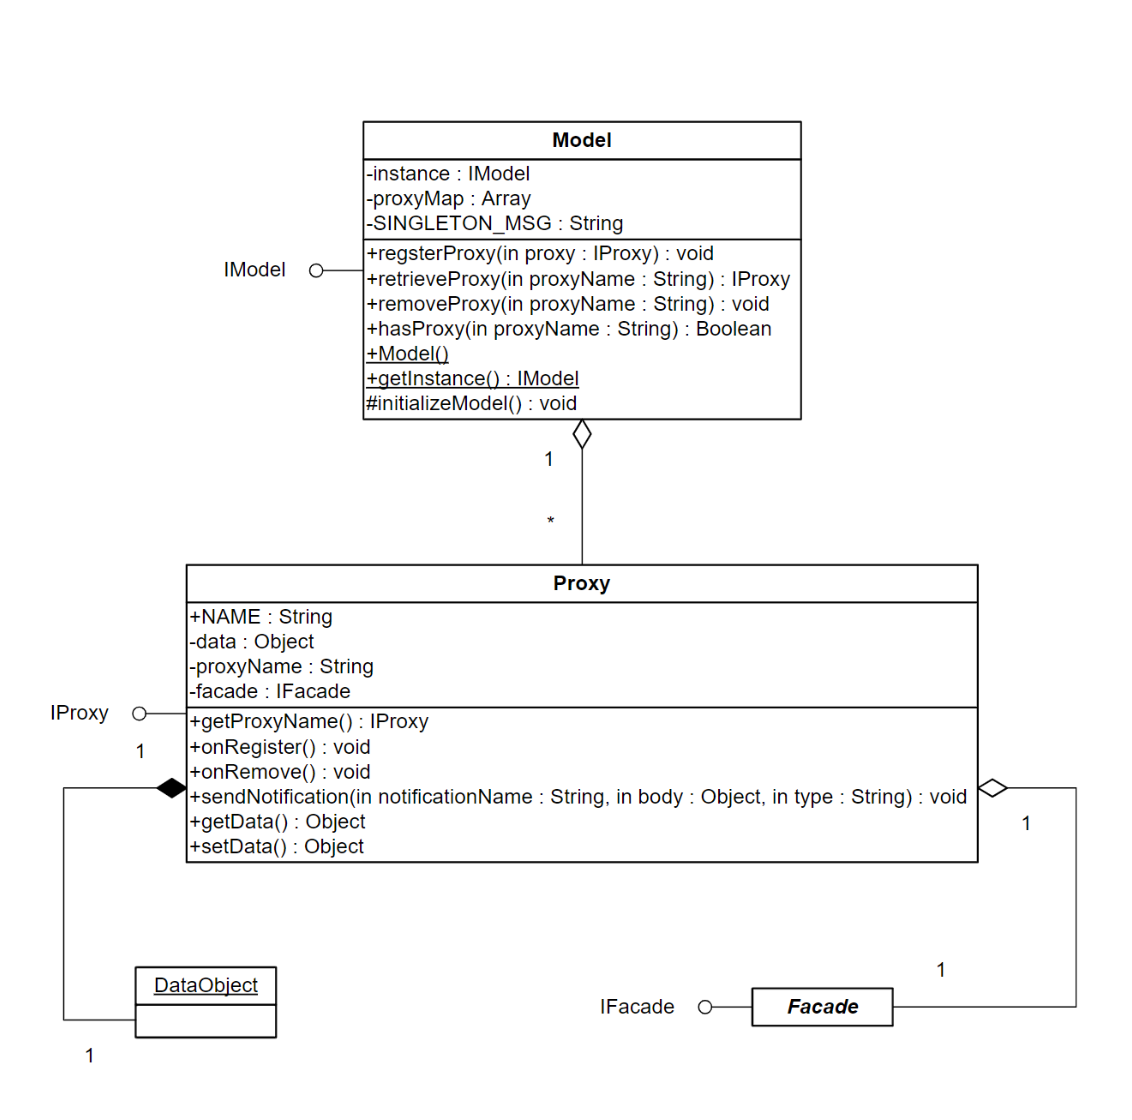 Model
-instance : IModel
-proxyMap : Array
-SINGLETON_MSG : String
+regsterProxy(in proxy : IProxy) : void
IModel
+retrieveProxy(in proxyName : String) : IProxy
+removeProxy(in proxyName : String) : void
+hasProxy(in proxyName : String) : Boolean
+Model()
+getInstance() : IModel
#initializeModel() : void
1
*
Proxy
+NAME : String
-data : Object
-proxyName : String
-facade : IFacade
IProxy
+getProxyName() : IProxy
1
+onRegister() : void
+onRemove() : void
+sendNotification(in notificationName : String, in body : Object, in type : String) : void
+getData() : Object
1
+setData() : Object
1
DataObject
IFacade
Facade
1